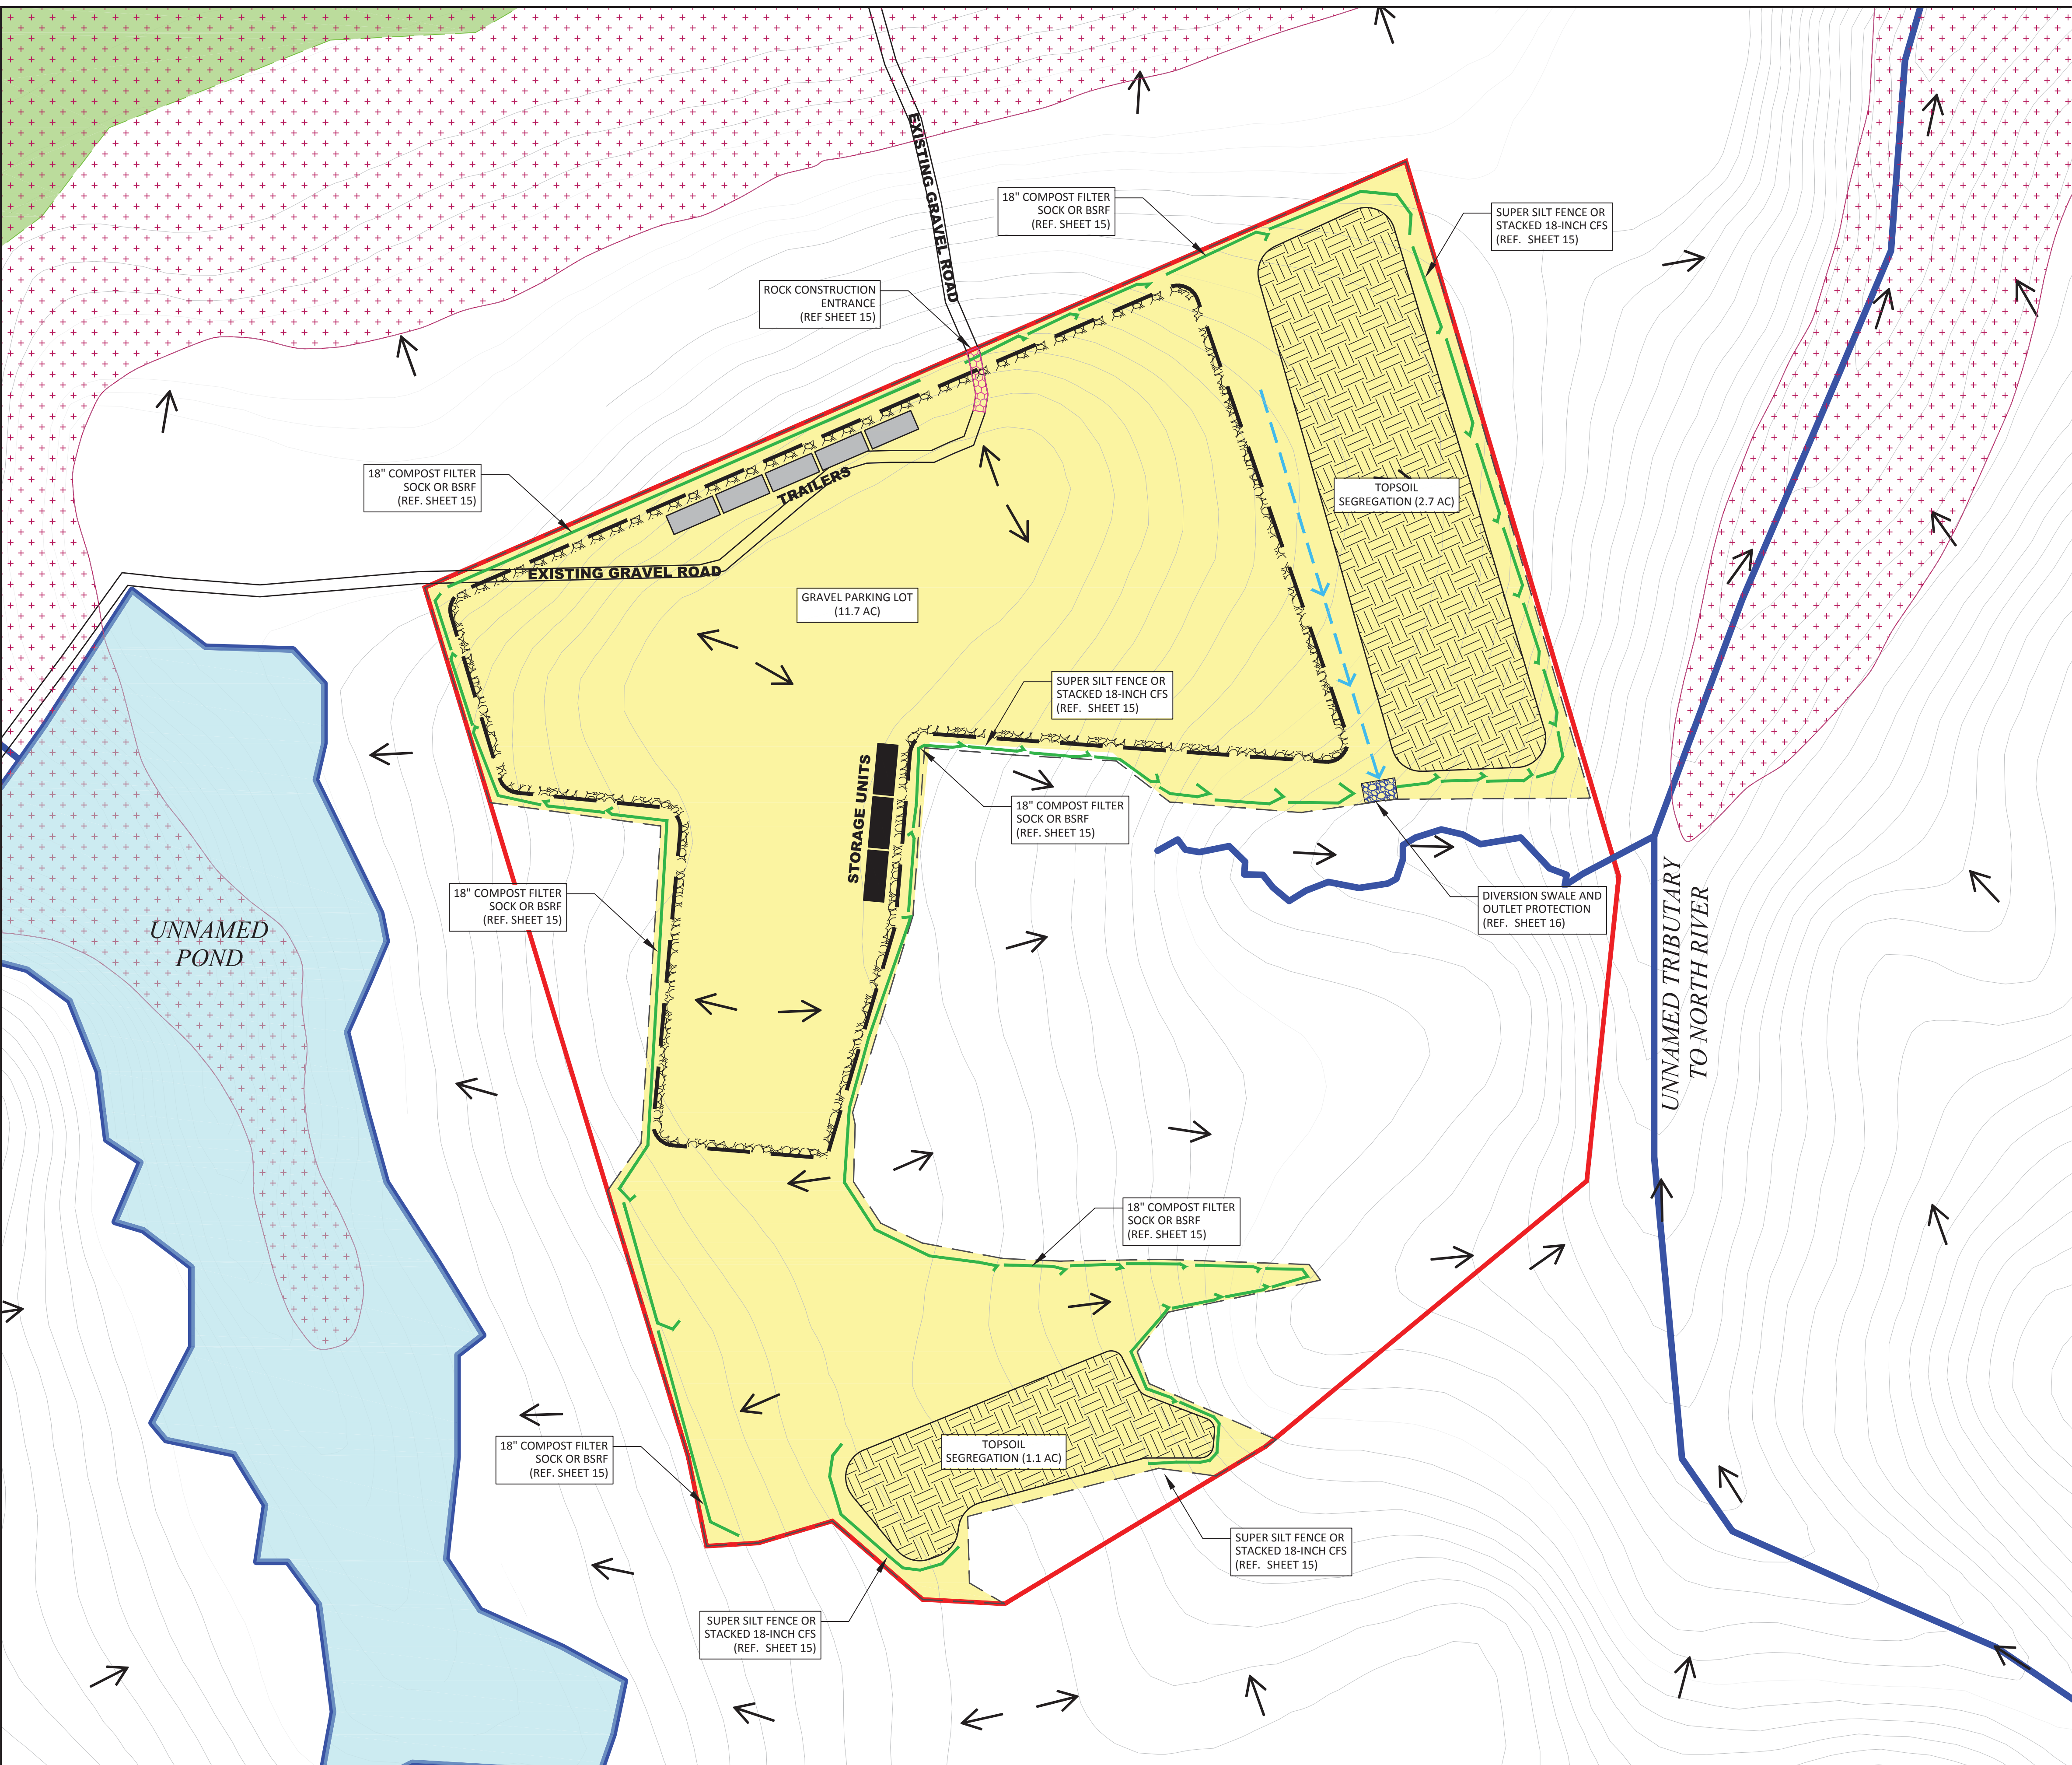 EXISTING GRAVEL ROAD
18" COMPOST FILTER
SOCK OR BSRF
(REF. SHEET 15)
SUPER SILT FENCE OR
STACKED 18-INCH CFS
(REF.  SHEET 15)
ROCK CONSTRUCTION
ENTRANCE
(REF SHEET 15)
18" COMPOST FILTER
SOCK OR BSRF
(REF. SHEET 15)
TRAILERS
TOPSOIL
SEGREGATION (2.7 AC)
EXISTING GRAVEL ROAD
GRAVEL PARKING LOT
(11.7 AC)
SUPER SILT FENCE OR
STACKED 18-INCH CFS
(REF.  SHEET 15)
STORAGE UNITS
18" COMPOST FILTER
SOCK OR BSRF
(REF. SHEET 15)
18" COMPOST FILTER
SOCK OR BSRF
(REF. SHEET 15)
DIVERSION SWALE AND
OUTLET PROTECTION
(REF.  SHEET 16)
UNNAMED
POND
UNNAMED TRIBUTARY
TO NORTH RIVER
18" COMPOST FILTER
SOCK OR BSRF
(REF. SHEET 15)
18" COMPOST FILTER
SOCK OR BSRF
(REF. SHEET 15)
TOPSOIL
SEGREGATION (1.1 AC)
SUPER SILT FENCE OR
STACKED 18-INCH CFS
(REF.  SHEET 15)
SUPER SILT FENCE OR
STACKED 18-INCH CFS
(REF.  SHEET 15)